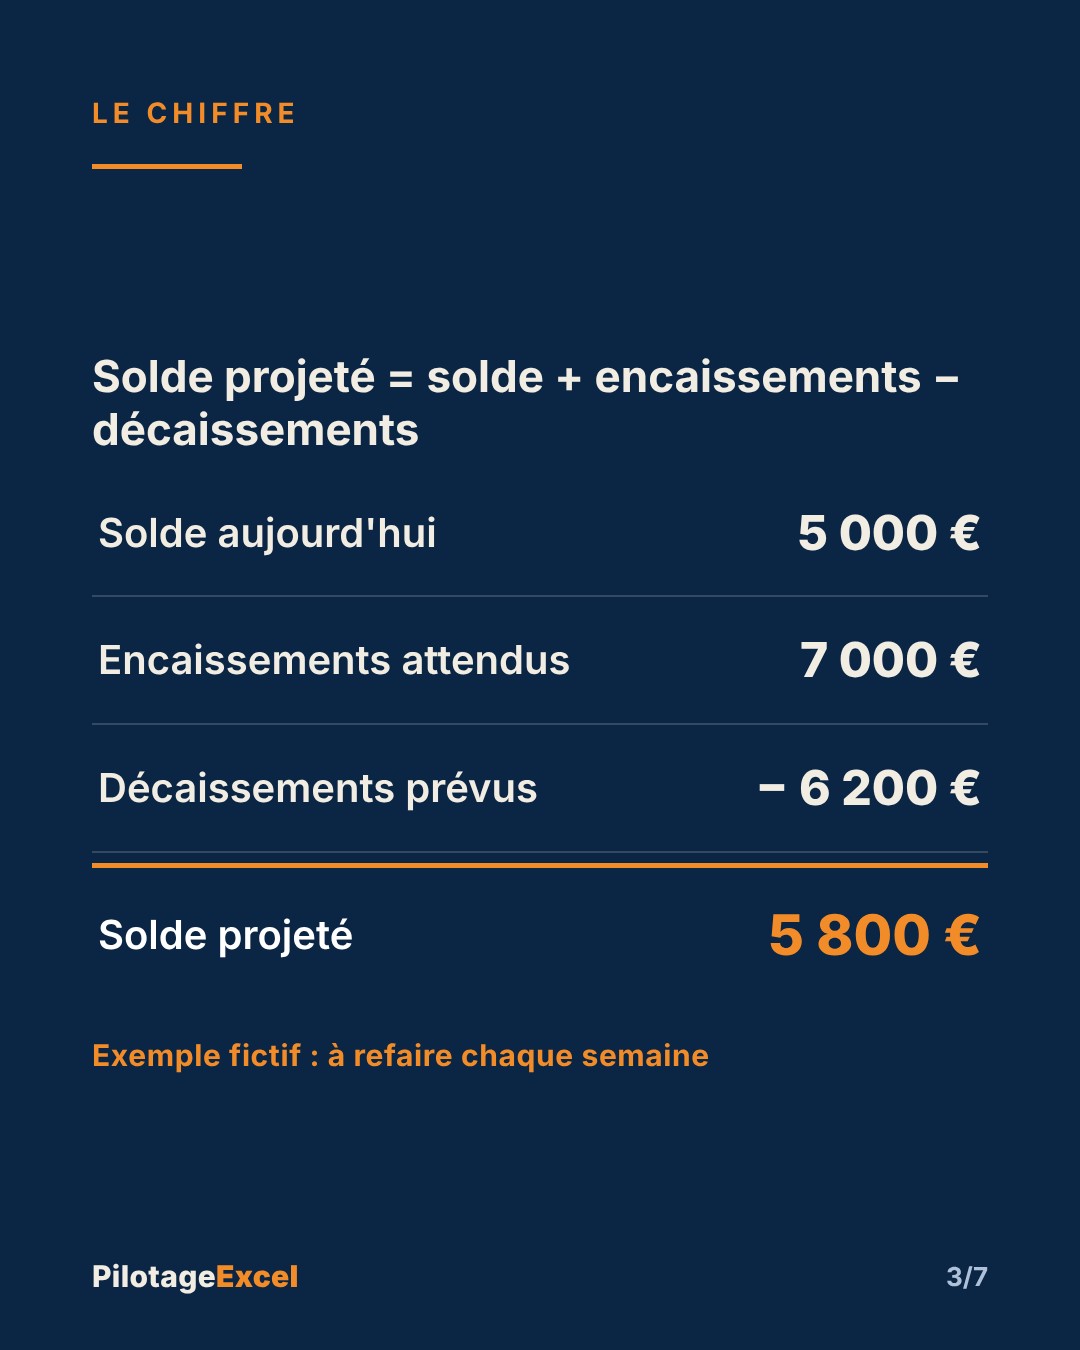 LE CHIFFRE
Solde projeté = solde + encaissements −
décaissements
Solde aujourd'hui 5 000 €
Encaissements attendus 7 000 €
Décaissements prévus − 6 200 €
Solde projeté 5 800 €
Exemple fictif : à refaire chaque semaine
PilotageExcel 3/7